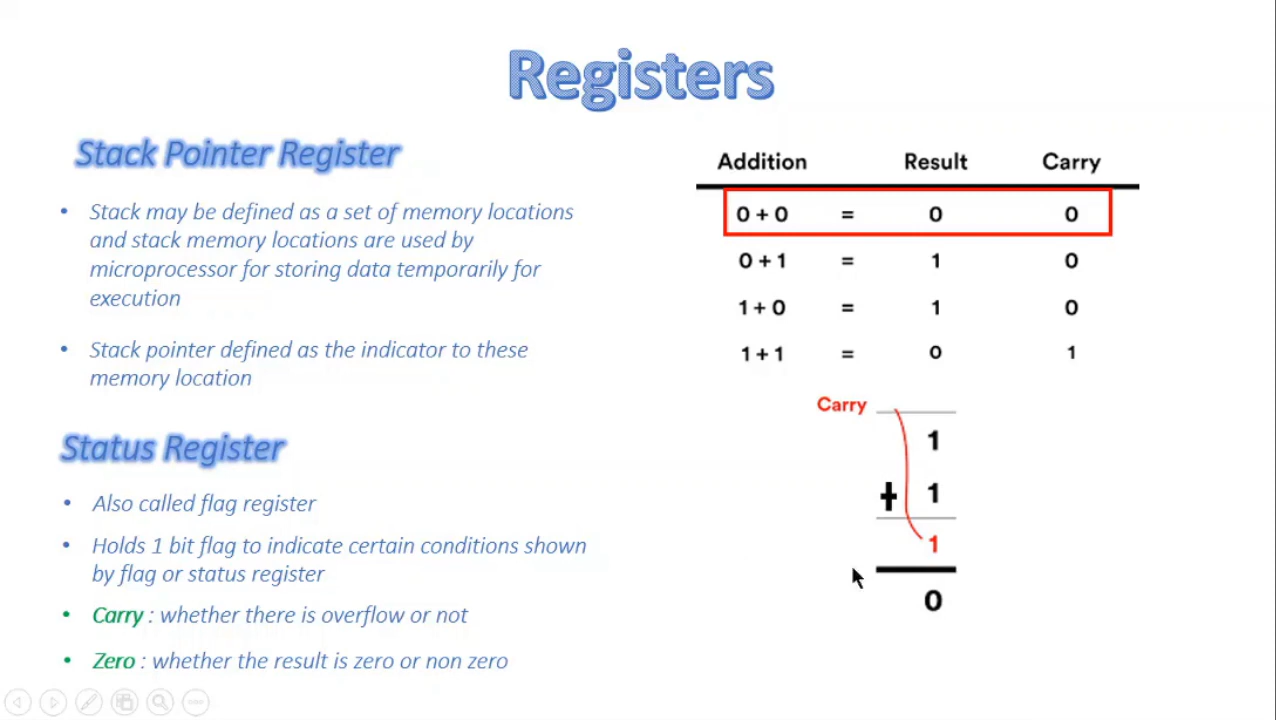 Registers
Stack Pointer Register
• Stack may be defined as a set of memory locations
and stack memory locations are used by
microprocessor for storing data temporarily for
execution
• Stack pointer defined as the indicator to these
memory location
Status Register
• Also called flag register
• Holds 1 bit flag to indicate certain conditions shown
by flag or status register
• Carry : whether there is overflow or not
• Zero : whether the result is zero or non zero
Addition Result Carry
0 + 0 = 0 0
0 + 1 = 1 0
1 + 0 = 1 0
1 + 1 = 0 1
Carry
1
+ 1
1
0